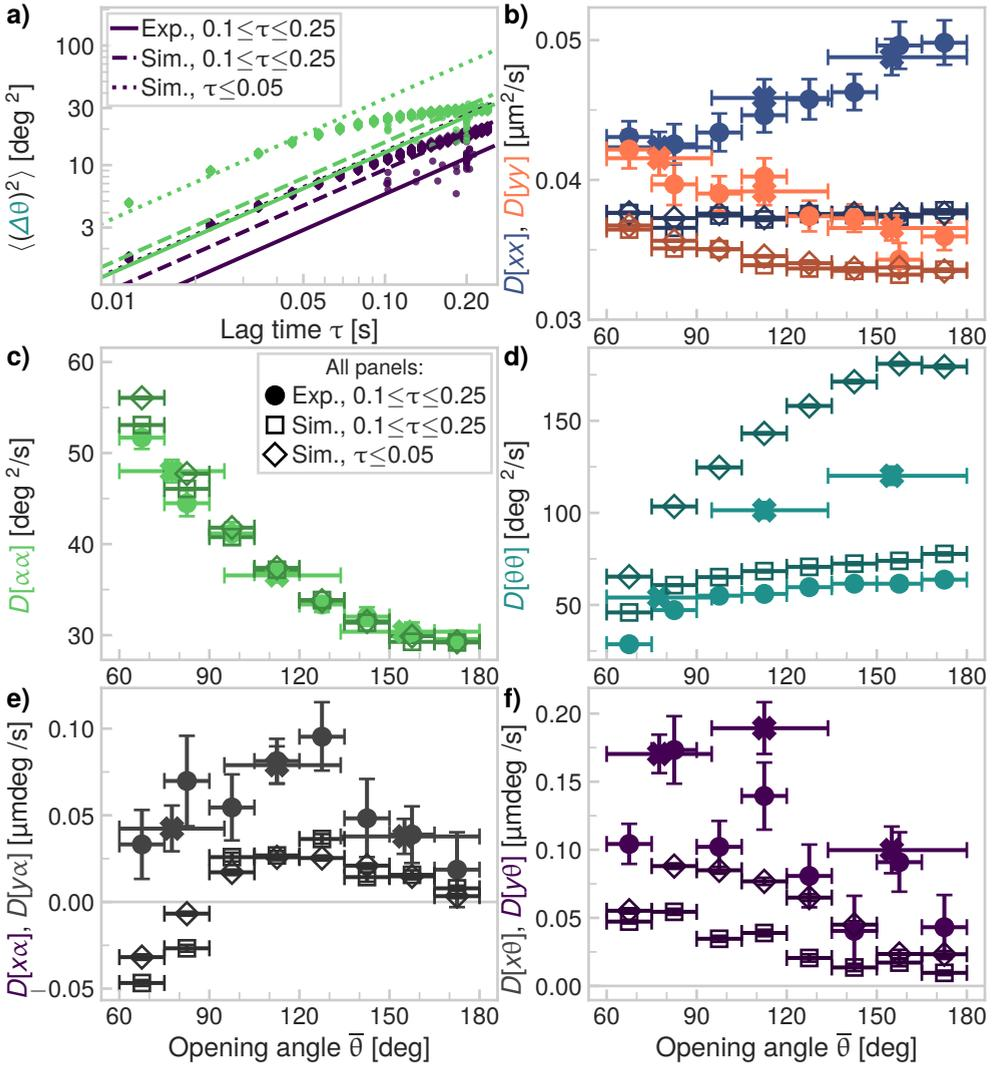 a)
Exp., 0.1≤τ≤0.25
Sim., 0.1≤τ≤0.25
Sim., τ≤0.05
⟨(Δθ)²⟩ [deg ²]
100
30
10
3
0.01
0.05
0.10
0.20
Lag time τ [s]
b)
D[xx], D[yy] [μm²/s]
0.05
0.04
0.03
60
90
120
150
180
c)
All panels:
Exp., 0.1≤τ≤0.25
Sim., 0.1≤τ≤0.25
Sim., τ≤0.05
D[αα] [deg ²/s]
60
50
40
30
60
90
120
150
180
d)
D[θθ] [deg ²/s]
150
100
50
60
90
120
150
180
e)
D[xα], D[yα] [μmdeg /s]
0.10
0.05
0.00
−0.05
60
90
120
150
180
Opening angle θ̅ [deg]
f)
D[xθ], D[yθ] [μmdeg /s]
0.20
0.15
0.10
0.05
0.00
60
90
120
150
180
Opening angle θ̅ [deg]